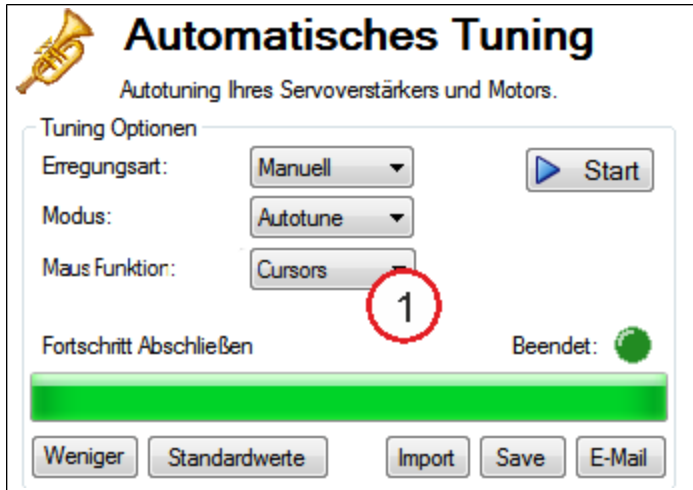 Automatisches Tuning
Autotuning Ihres Servoverstärkers und Motors.
Tuning Optionen
Erregungsart: Manuell Start
Modus: Autotune
Maus Funktion: Cursors
1
Fortschritt Abschließen Beendet:
Weniger Standardwerte Import Save E-Mail